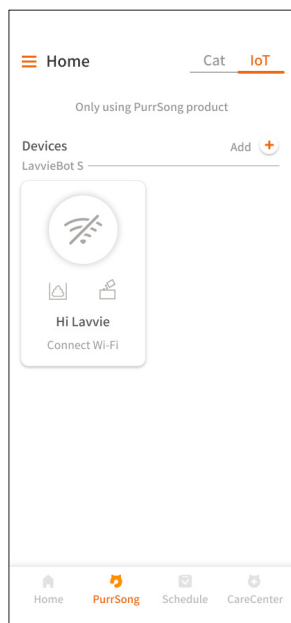 Home
Cat IoT
Only using PurrSong product
Devices
Add +
LavvieBot S
Hi Lavvie
Connect Wi-Fi
Home PurrSong Schedule CareCenter